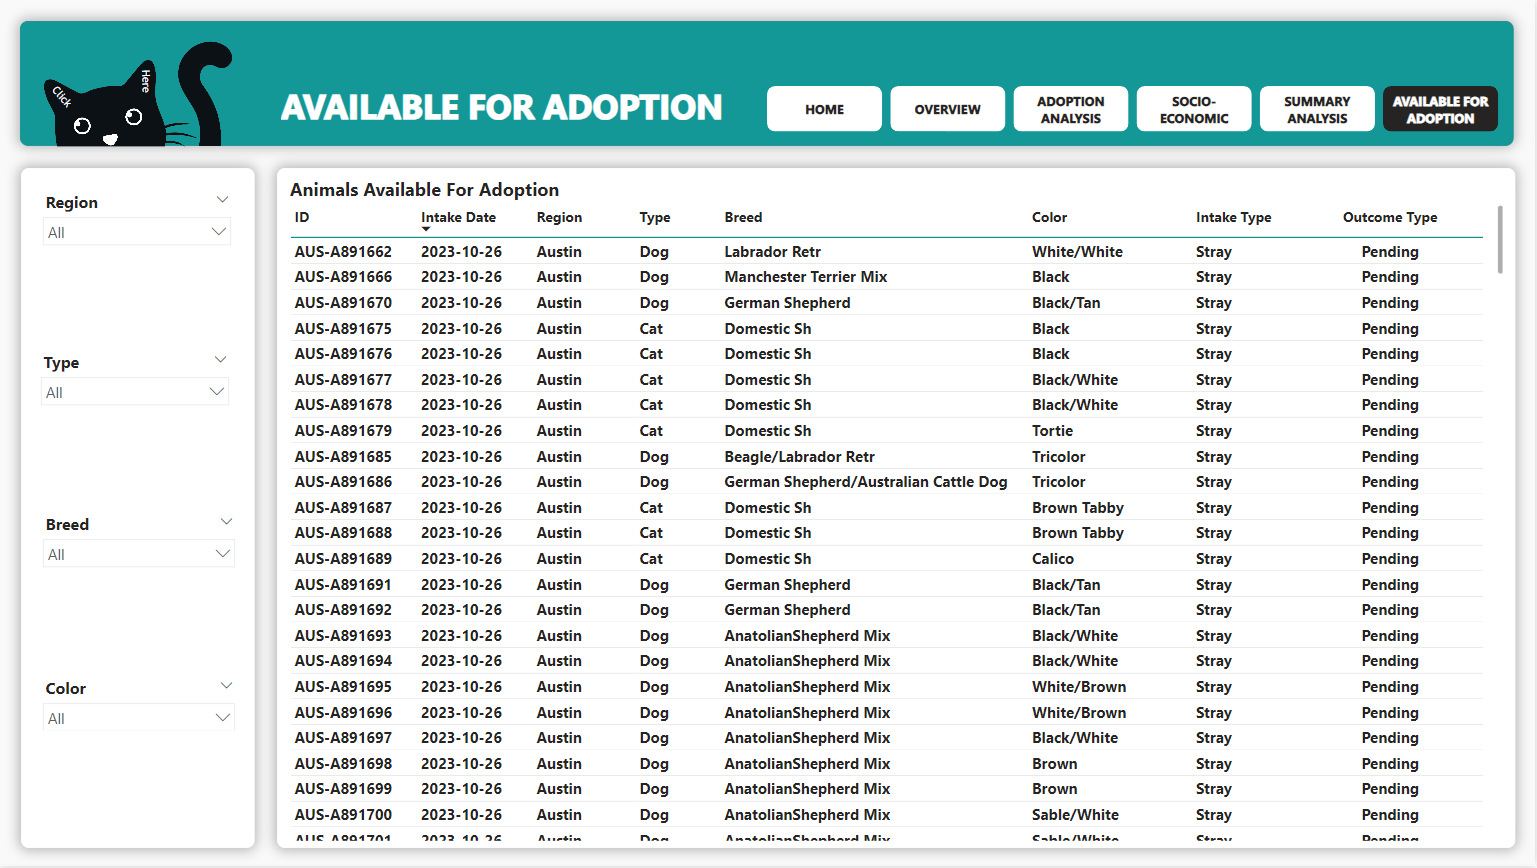 Click
Here
AVAILABLE FOR ADOPTION
HOME
OVERVIEW
ADOPTION
ANALYSIS
SOCIO-
ECONOMIC
SUMMARY
ANALYSIS
AVAILABLE FOR
ADOPTION
Region
All
Type
All
Breed
All
Color
All
Animals Available For Adoption
ID Intake Date Region Type Breed Color Intake Type Outcome Type
AUS-A891662 2023-10-26 Austin Dog Labrador Retr White/White Stray Pending
AUS-A891666 2023-10-26 Austin Dog Manchester Terrier Mix Black Stray Pending
AUS-A891670 2023-10-26 Austin Dog German Shepherd Black/Tan Stray Pending
AUS-A891675 2023-10-26 Austin Cat Domestic Sh Black Stray Pending
AUS-A891676 2023-10-26 Austin Cat Domestic Sh Black Stray Pending
AUS-A891677 2023-10-26 Austin Cat Domestic Sh Black/White Stray Pending
AUS-A891678 2023-10-26 Austin Cat Domestic Sh Black/White Stray Pending
AUS-A891679 2023-10-26 Austin Cat Domestic Sh Tortie Stray Pending
AUS-A891685 2023-10-26 Austin Dog Beagle/Labrador Retr Tricolor Stray Pending
AUS-A891686 2023-10-26 Austin Dog German Shepherd/Australian Cattle Dog Tricolor Stray Pending
AUS-A891687 2023-10-26 Austin Cat Domestic Sh Brown Tabby Stray Pending
AUS-A891688 2023-10-26 Austin Cat Domestic Sh Brown Tabby Stray Pending
AUS-A891689 2023-10-26 Austin Cat Domestic Sh Calico Stray Pending
AUS-A891691 2023-10-26 Austin Dog German Shepherd Black/Tan Stray Pending
AUS-A891692 2023-10-26 Austin Dog German Shepherd Black/Tan Stray Pending
AUS-A891693 2023-10-26 Austin Dog AnatolianShepherd Mix Black/White Stray Pending
AUS-A891694 2023-10-26 Austin Dog AnatolianShepherd Mix Black/White Stray Pending
AUS-A891695 2023-10-26 Austin Dog AnatolianShepherd Mix White/Brown Stray Pending
AUS-A891696 2023-10-26 Austin Dog AnatolianShepherd Mix White/Brown Stray Pending
AUS-A891697 2023-10-26 Austin Dog AnatolianShepherd Mix Black/White Stray Pending
AUS-A891698 2023-10-26 Austin Dog AnatolianShepherd Mix Brown Stray Pending
AUS-A891699 2023-10-26 Austin Dog AnatolianShepherd Mix Brown Stray Pending
AUS-A891700 2023-10-26 Austin Dog AnatolianShepherd Mix Sable/White Stray Pending
AUS-A891701 2023-10-26 Austin Dog AnatolianShepherd Mix Sable/White Stray Pending